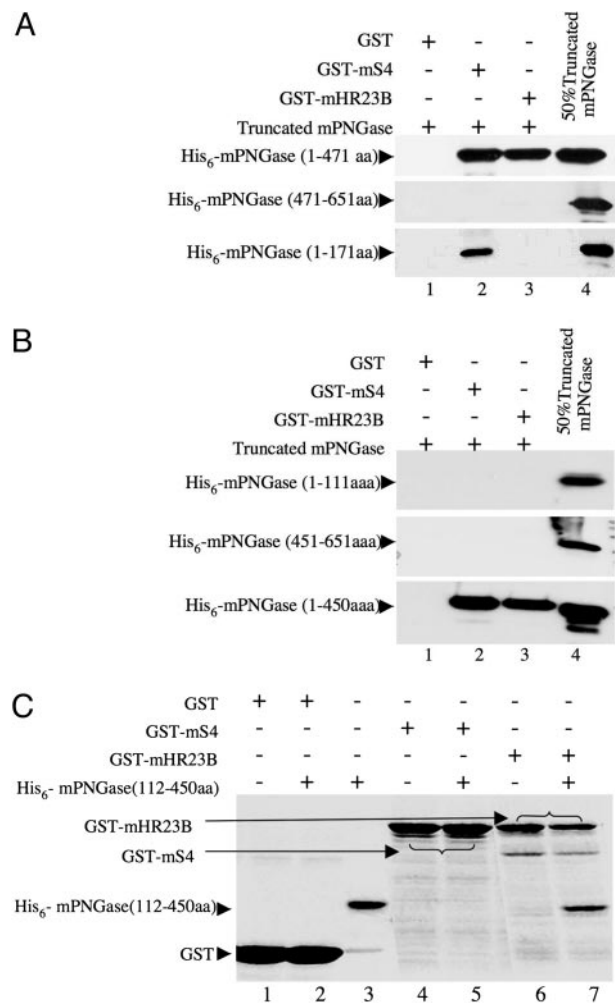 A
GST + - -
GST-mS4 - + -
GST-mHR23B - - +
Truncated mPNGase + + +
50%Truncated
mPNGase
His6-mPNGase (1-471 aa)
His6-mPNGase (471-651aa)
His6-mPNGase (1-171aa)
1 2 3 4
B
GST + - -
GST-mS4 - + -
GST-mHR23B - - +
Truncated mPNGase + + +
50%Truncated
mPNGase
His6-mPNGase (1-111aaa)
His6-mPNGase (451-651aaa)
His6-mPNGase (1-450aaa)
1 2 3 4
C
GST + + - - - - -
GST-mS4 - - - + + - -
GST-mHR23B - - - - - + +
His6- mPNGase(112-450aa) - + + - + - +
GST-mHR23B
GST-mS4
His6- mPNGase(112-450aa)
GST
1 2 3 4 5 6 7